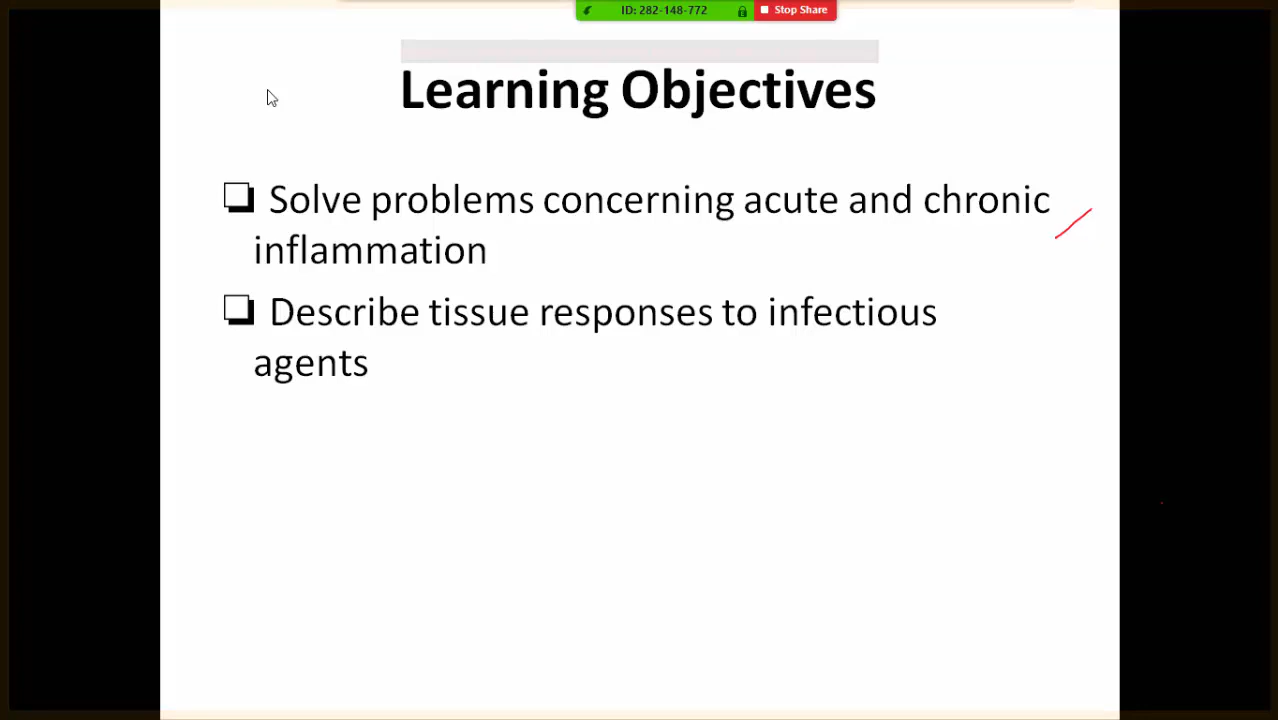 ID: 282-148-772 Stop Share
Learning Objectives
❑ Solve problems concerning acute and chronic
inflammation
❑ Describe tissue responses to infectious
agents